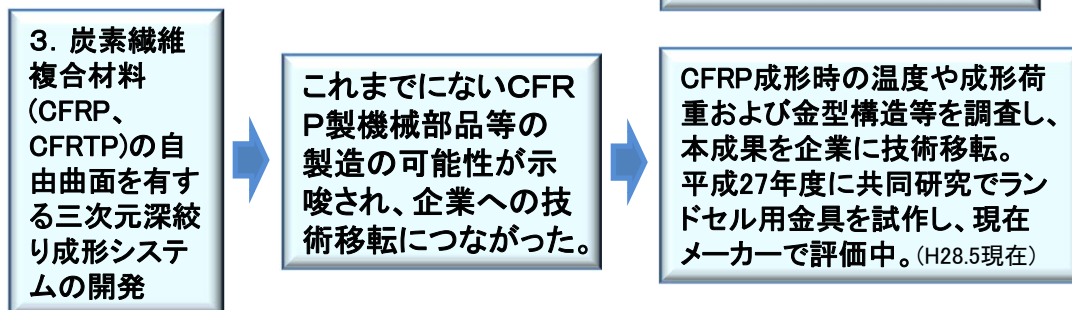 ３．炭素繊維
複合材料
(CFRP、
CFRTP)の自
由曲面を有す
る三次元深絞
り成形システ
ムの開発
これまでにないＣＦＲ
Ｐ製機械部品等の
製造の可能性が示
唆され、企業への技
術移転につながった。
CFRP成形時の温度や成形荷
重および金型構造等を調査し、
本成果を企業に技術移転。
平成27年度に共同研究でラン
ドセル用金具を試作し、現在
メーカーで評価中。(H28.5現在)